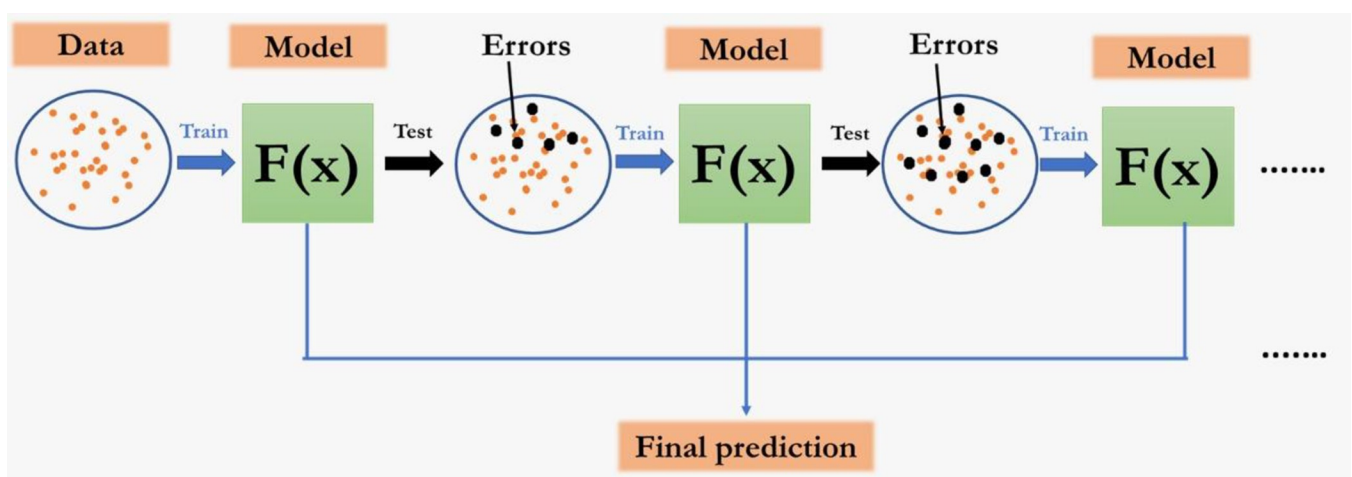 Data
Model
Errors
Model
Errors
Model
Train
F(x)
Test
Train
F(x)
Test
Train
F(x)
.......
.......
Final prediction